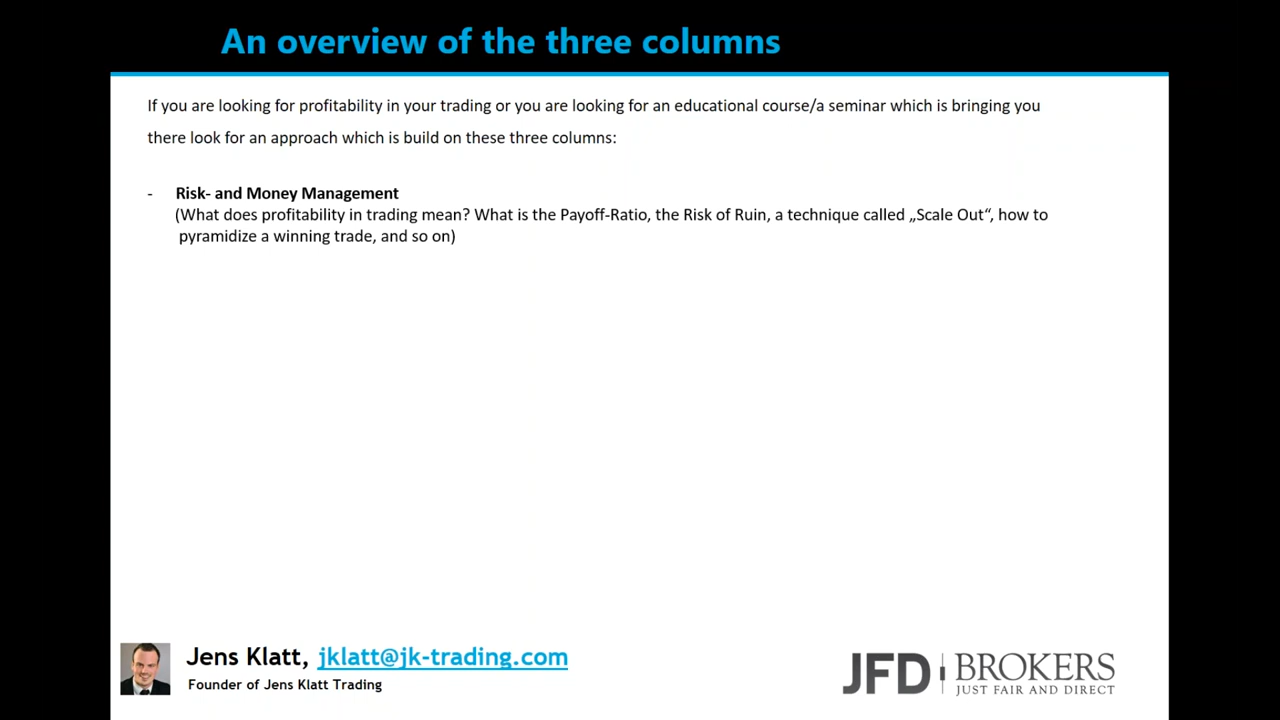 An overview of the three columns
If you are looking for profitability in your trading or you are looking for an educational course/a seminar which is bringing you
there look for an approach which is build on these three columns:
- Risk- and Money Management
(What does profitability in trading mean? What is the Payoff-Ratio, the Risk of Ruin, a technique called „Scale Out“, how to
pyramidize a winning trade, and so on)
Jens Klatt, jklatt@jk-trading.com
Founder of Jens Klatt Trading
JFD BROKERS
JUST FAIR AND DIRECT